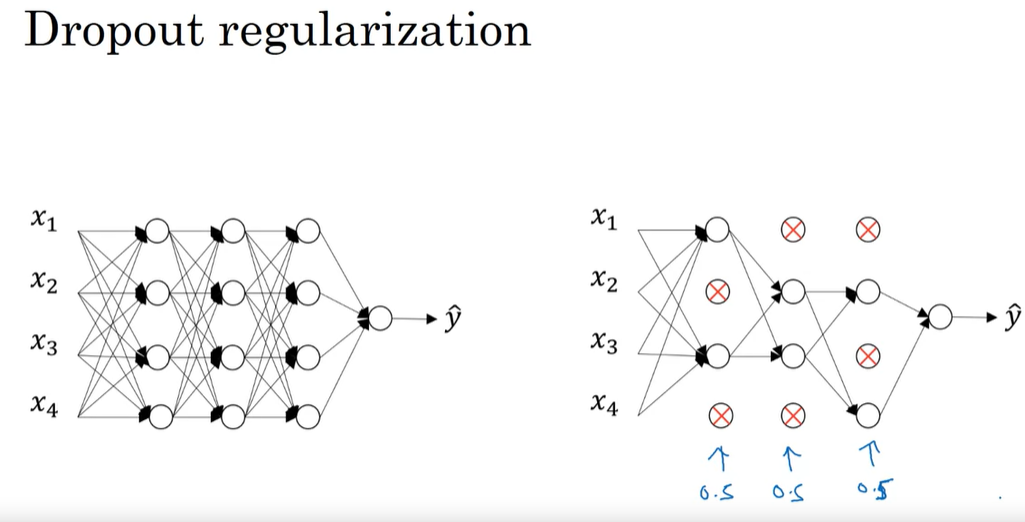 Dropout regularization
x₁ x₁
x₂ x₂
ŷ ŷ
x₃ x₃
x₄ x₄
0.5 0.5 0.5